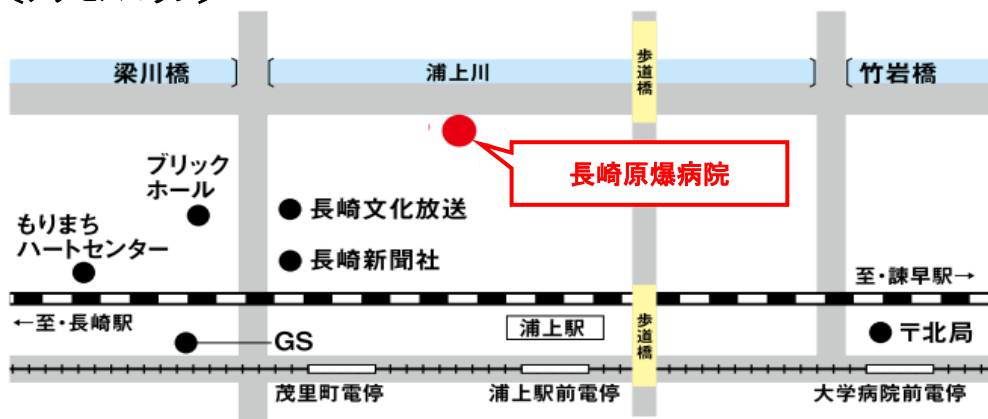 梁川橋
浦上川
歩道橋
竹岩橋
長崎原爆病院
ブリック
ホール
長崎文化放送
もりまち
ハートセンター
長崎新聞社
至・諫早駅→
←至・長崎駅
浦上駅
歩道橋
〒北局
GS
茂里町電停
浦上駅前電停
大学病院前電停